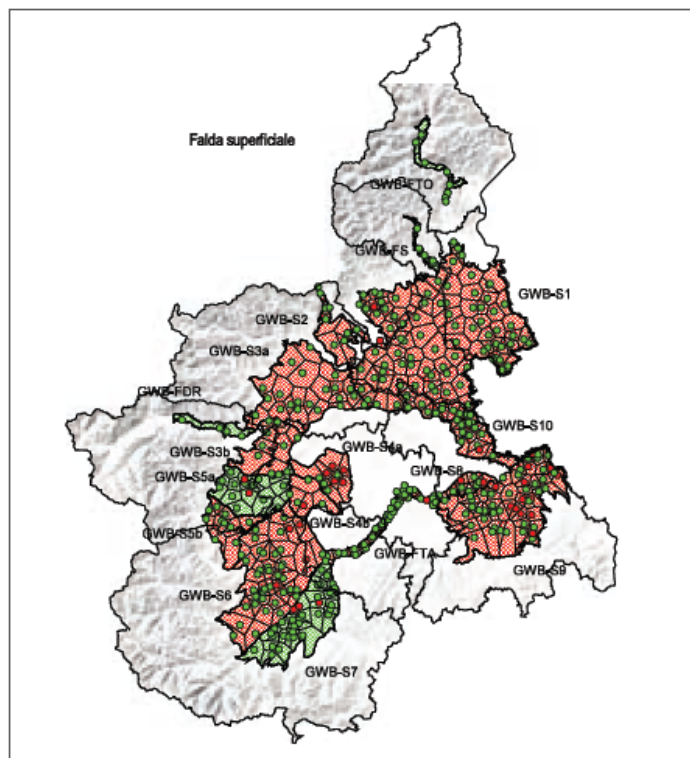 Falda superficiale
GWB-FTO
GWB-FS
GWB-S1
GWB-S2
GWB-S3a
GWB-FDR
GWB-S10
GWB-S3b
GWB-S4a
GWB-S8
GWB-S5a
GWB-S4b
GWB-S5b
GWB-FTA
GWB-S9
GWB-S6
GWB-S7